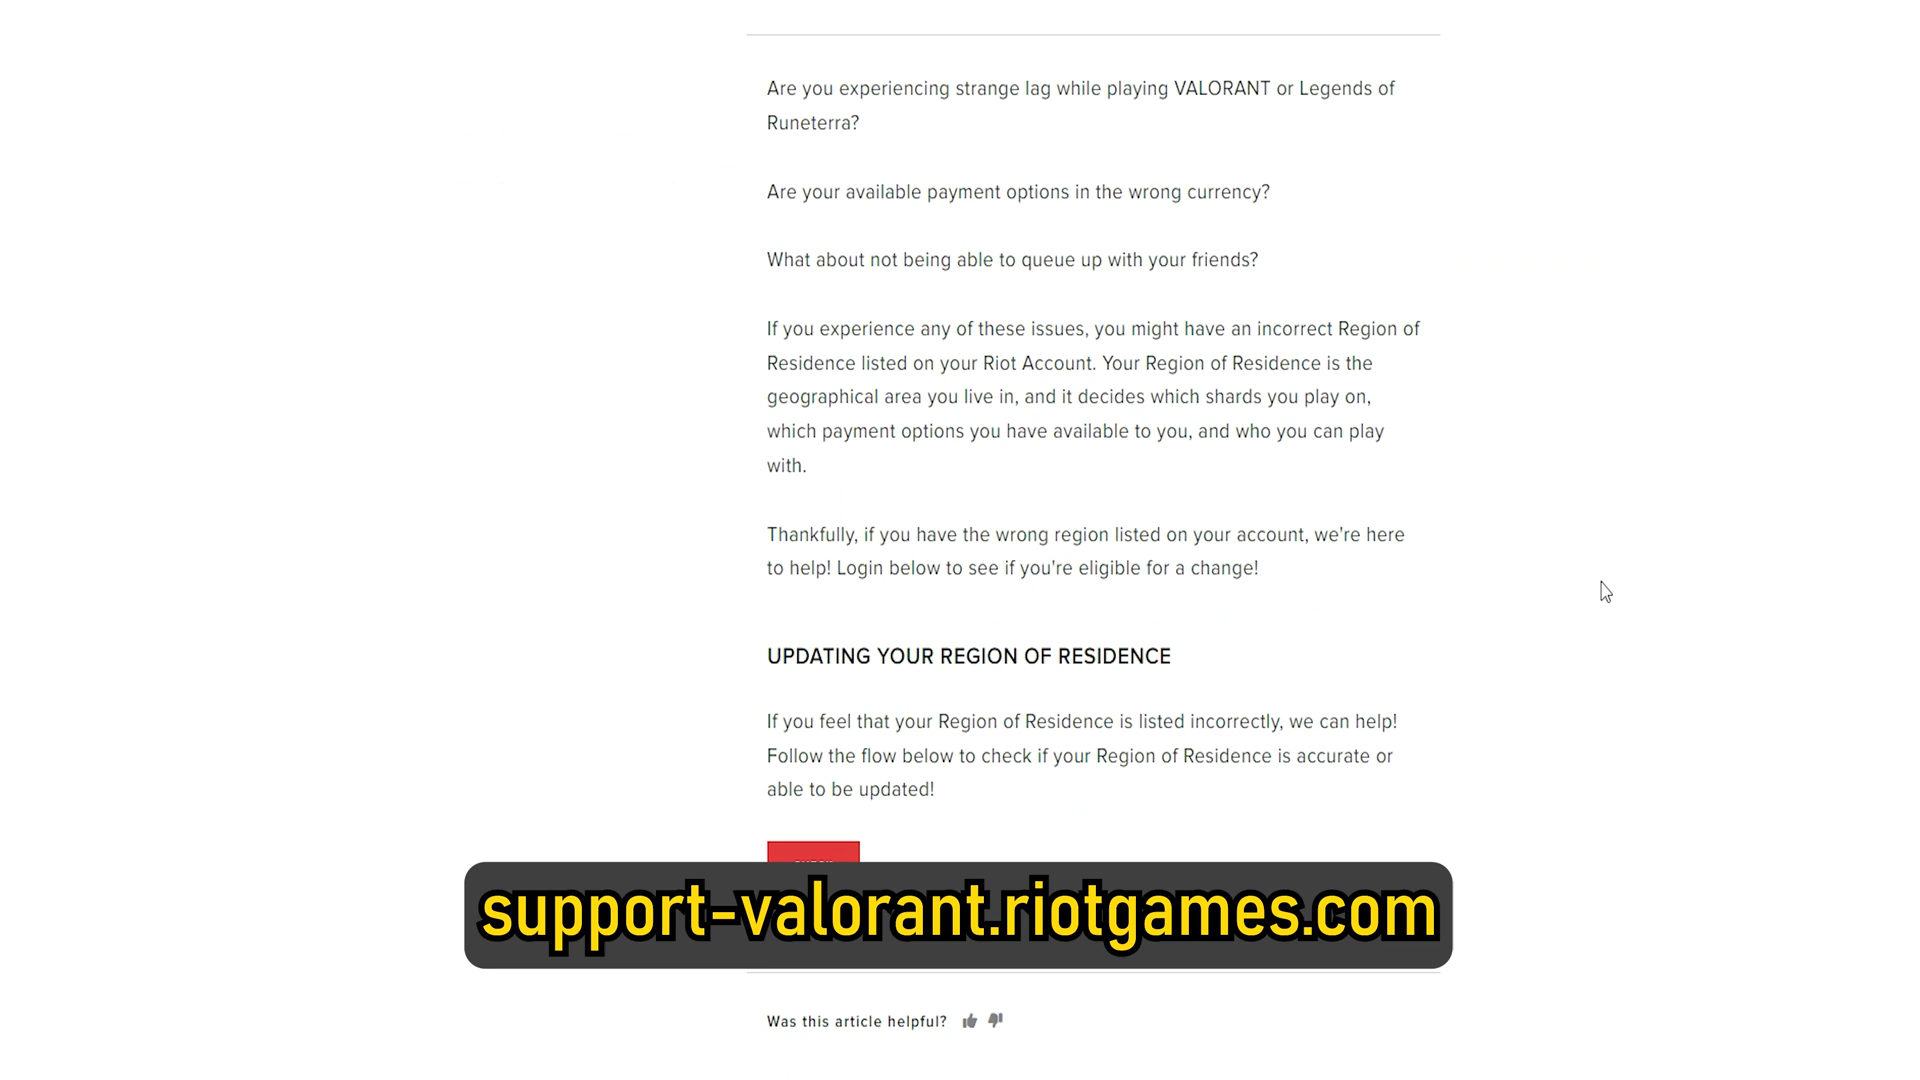 Are you experiencing strange lag while playing VALORANT or Legends of
Runeterra?
Are your available payment options in the wrong currency?
What about not being able to queue up with your friends?
If you experience any of these issues, you might have an incorrect Region of
Residence listed on your Riot Account. Your Region of Residence is the
geographical area you live in, and it decides which shards you play on,
which payment options you have available to you, and who you can play
with.
Thankfully, if you have the wrong region listed on your account, we're here
to help! Login below to see if you're eligible for a change!
UPDATING YOUR REGION OF RESIDENCE
If you feel that your Region of Residence is listed incorrectly, we can help!
Follow the flow below to check if your Region of Residence is accurate or
able to be updated!
support-valorant.riotgames.com
Was this article helpful?